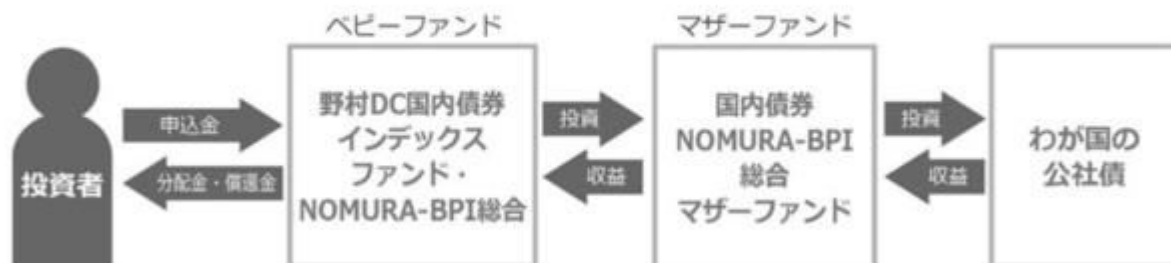 ベビーファンド
マザーファンド
投資者
申込金
分配金・償還金
野村DC国内債券
インデックス
ファンド・
NOMURA-BPI総合
投資
収益
国内債券
NOMURA-BPI
総合
マザーファンド
投資
収益
わが国の
公社債